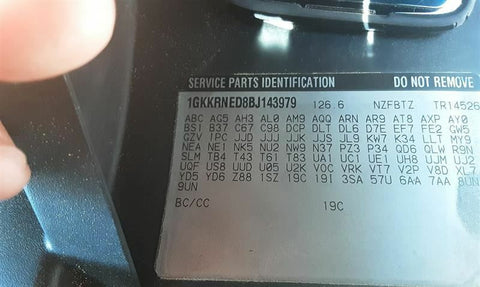 SERVICE PARTS IDENTIFICATION DO NOT REMOVE
1GKKRNED8BJ143979 126.6 NZFBTZ TR14526
ABC AG5 AH3 AL0 AM9 AQQ ARN AR9 AT8 AXP AY0
BS1 B37 C67 C98 DCP DLT DL6 D7E EF7 FE2 GW5
GZV IPC JJD JJJ JJK JJS JL9 KW7 K34 LLT MY9
NEA NE1 NK5 NU2 NW9 N37 PZ3 P34 QD6 QLW R9N
SLM TB4 T43 T61 T83 UA1 UC1 UE1 UH8 UJM UJ2
UQF US8 UUD U05 U2K VOC VRK VT7 V2P V8D XL7
YD5 YD6 Z88 1SZ 19C 19I 3SA 57U 6AA 7AA 8UN
9UN
BC/CC 19C